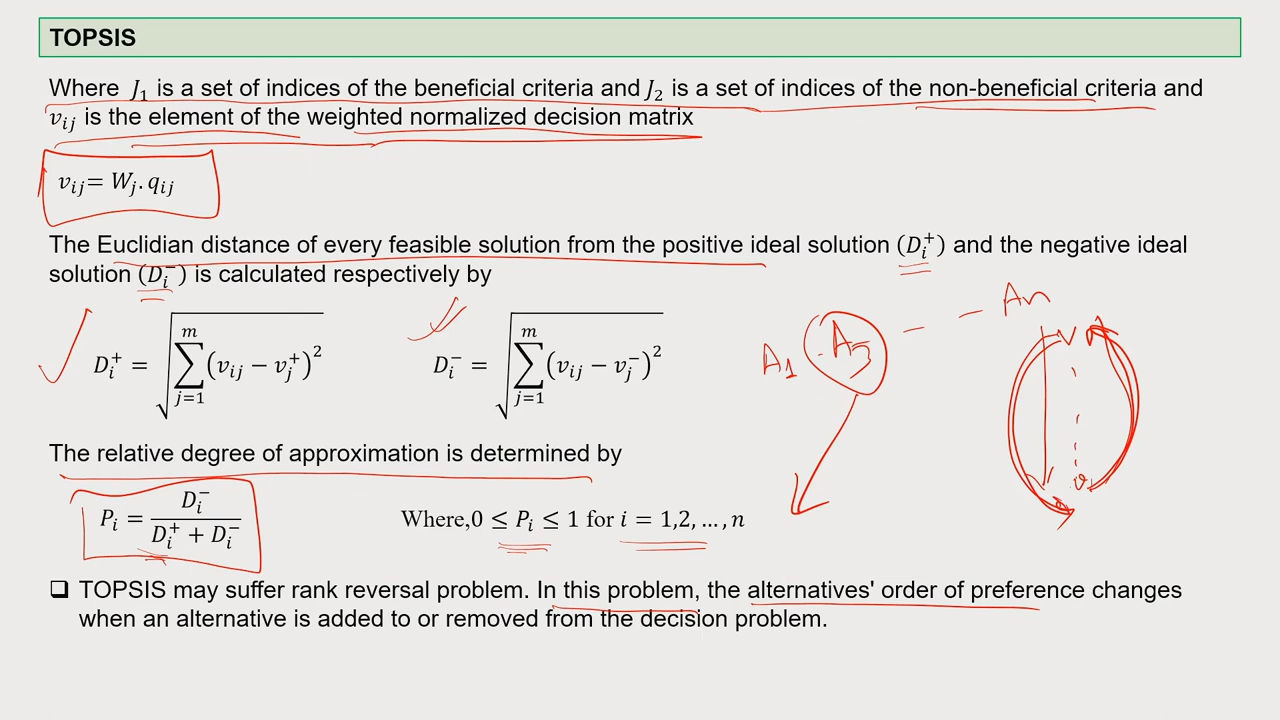 TOPSIS
Where J₁ is a set of indices of the beneficial criteria and J₂ is a set of indices of the non-beneficial criteria and
vᵢⱼ is the element of the weighted normalized decision matrix
vᵢⱼ= Wⱼ. qᵢⱼ
The Euclidian distance of every feasible solution from the positive ideal solution (Dᵢ⁺) and the negative ideal
solution (Dᵢ⁻) is calculated respectively by
Dᵢ⁺ = √(∑_{j=1}^{m} (vᵢⱼ − vⱼ⁺)²)
Dᵢ⁻ = √(∑_{j=1}^{m} (vᵢⱼ − vⱼ⁻)²)
A₁ A₅ – – An
The relative degree of approximation is determined by
Pᵢ = Dᵢ⁻ / (Dᵢ⁺ + Dᵢ⁻)
Where,0 ≤ Pᵢ ≤ 1 for i = 1,2, …, n
❑ TOPSIS may suffer rank reversal problem. In this problem, the alternatives' order of preference changes
when an alternative is added to or removed from the decision problem.